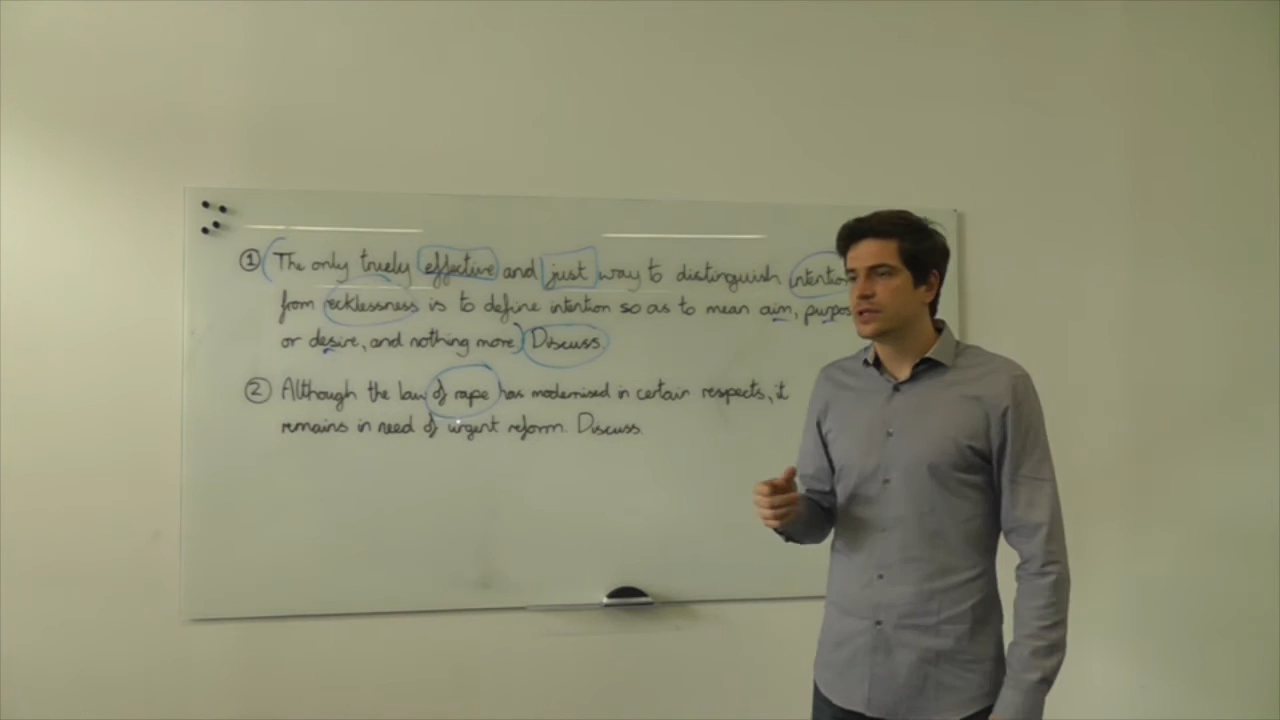 ① The only truely effective and just way to distinguish intention
from recklessness is to define intention so as to mean aim, purpos
or desire, and nothing more. Discuss.
② Although the law of rape has modernised in certain respects, it
remains in need of urgent reform. Discuss.